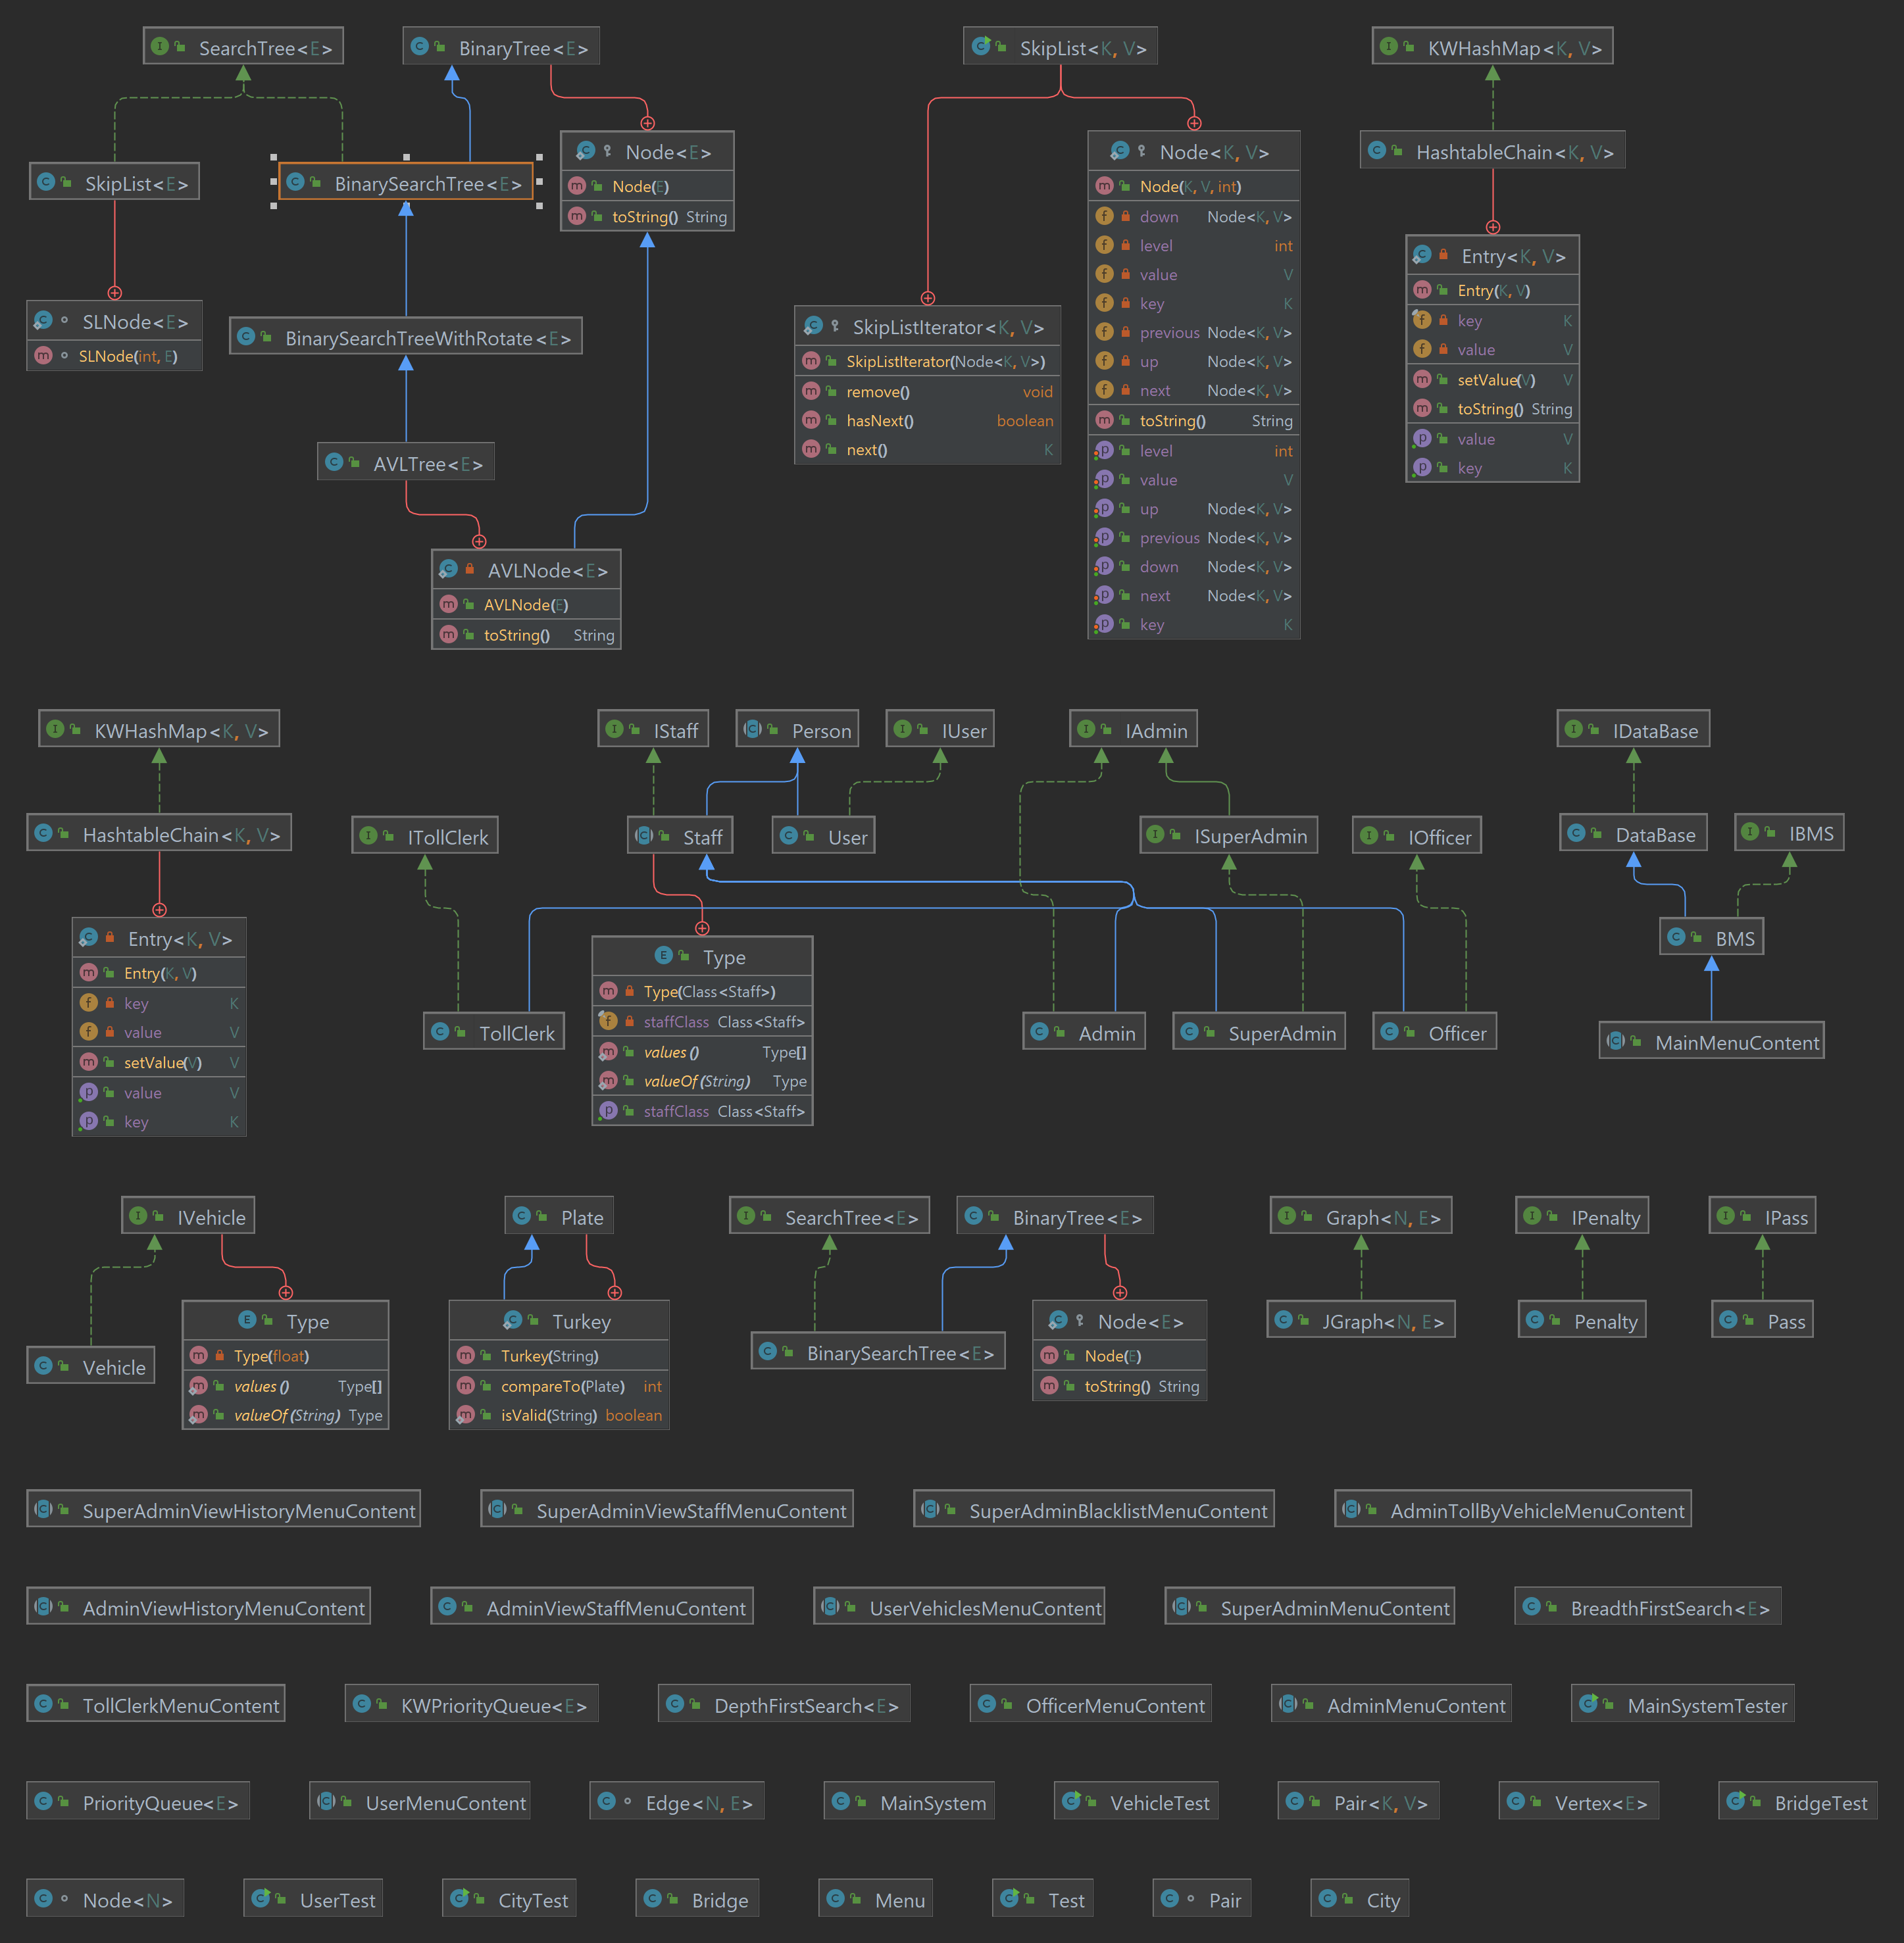 SearchTree<E>
BinaryTree<E>
SkipList<K, V>
KWHashMap<K, V>
SkipList<E>
BinarySearchTree<E>
Node<E>
Node(E)
toString() String
SLNode<E>
SLNode(int, E)
BinarySearchTreeWithRotate<E>
AVLTree<E>
AVLNode<E>
AVLNode(E)
toString() String
SkipListIterator<K, V>
SkipListIterator(Node<K, V>)
remove() void
hasNext() boolean
next() K
Node<K, V>
Node(K, V, int)
down Node<K, V>
level int
value V
key K
previous Node<K, V>
up Node<K, V>
next Node<K, V>
toString() String
level int
value V
up Node<K, V>
previous Node<K, V>
down Node<K, V>
next Node<K, V>
key K
HashtableChain<K, V>
Entry<K, V>
Entry(K, V)
key K
value V
setValue(V) V
toString() String
value V
key K
KWHashMap<K, V>
HashtableChain<K, V>
Entry<K, V>
Entry(K, V)
key K
value V
setValue(V) V
value V
key K
IStaff
Person
IUser
IAdmin
IDataBase
ITollClerk
Staff
User
ISuperAdmin
IOfficer
DataBase
IBMS
Type
Type(Class<Staff>)
staffClass Class<Staff>
values() Type[]
valueOf(String) Type
staffClass Class<Staff>
BMS
TollClerk
Admin
SuperAdmin
Officer
MainMenuContent
IVehicle
Vehicle
Type
Type(float)
values() Type[]
valueOf(String) Type
Plate
Turkey
Turkey(String)
compareTo(Plate) int
isValid(String) boolean
SearchTree<E>
BinaryTree<E>
BinarySearchTree<E>
Node<E>
Node(E)
toString() String
Graph<N, E>
IPenalty
IPass
JGraph<N, E>
Penalty
Pass
SuperAdminViewHistoryMenuContent
SuperAdminViewStaffMenuContent
SuperAdminBlacklistMenuContent
AdminTollByVehicleMenuContent
AdminViewHistoryMenuContent
AdminViewStaffMenuContent
UserVehiclesMenuContent
SuperAdminMenuContent
BreadthFirstSearch<E>
TollClerkMenuContent
KWPriorityQueue<E>
DepthFirstSearch<E>
OfficerMenuContent
AdminMenuContent
MainSystemTester
PriorityQueue<E>
UserMenuContent
Edge<N, E>
MainSystem
VehicleTest
Pair<K, V>
Vertex<E>
BridgeTest
Node<N>
UserTest
CityTest
Bridge
Menu
Test
Pair
City